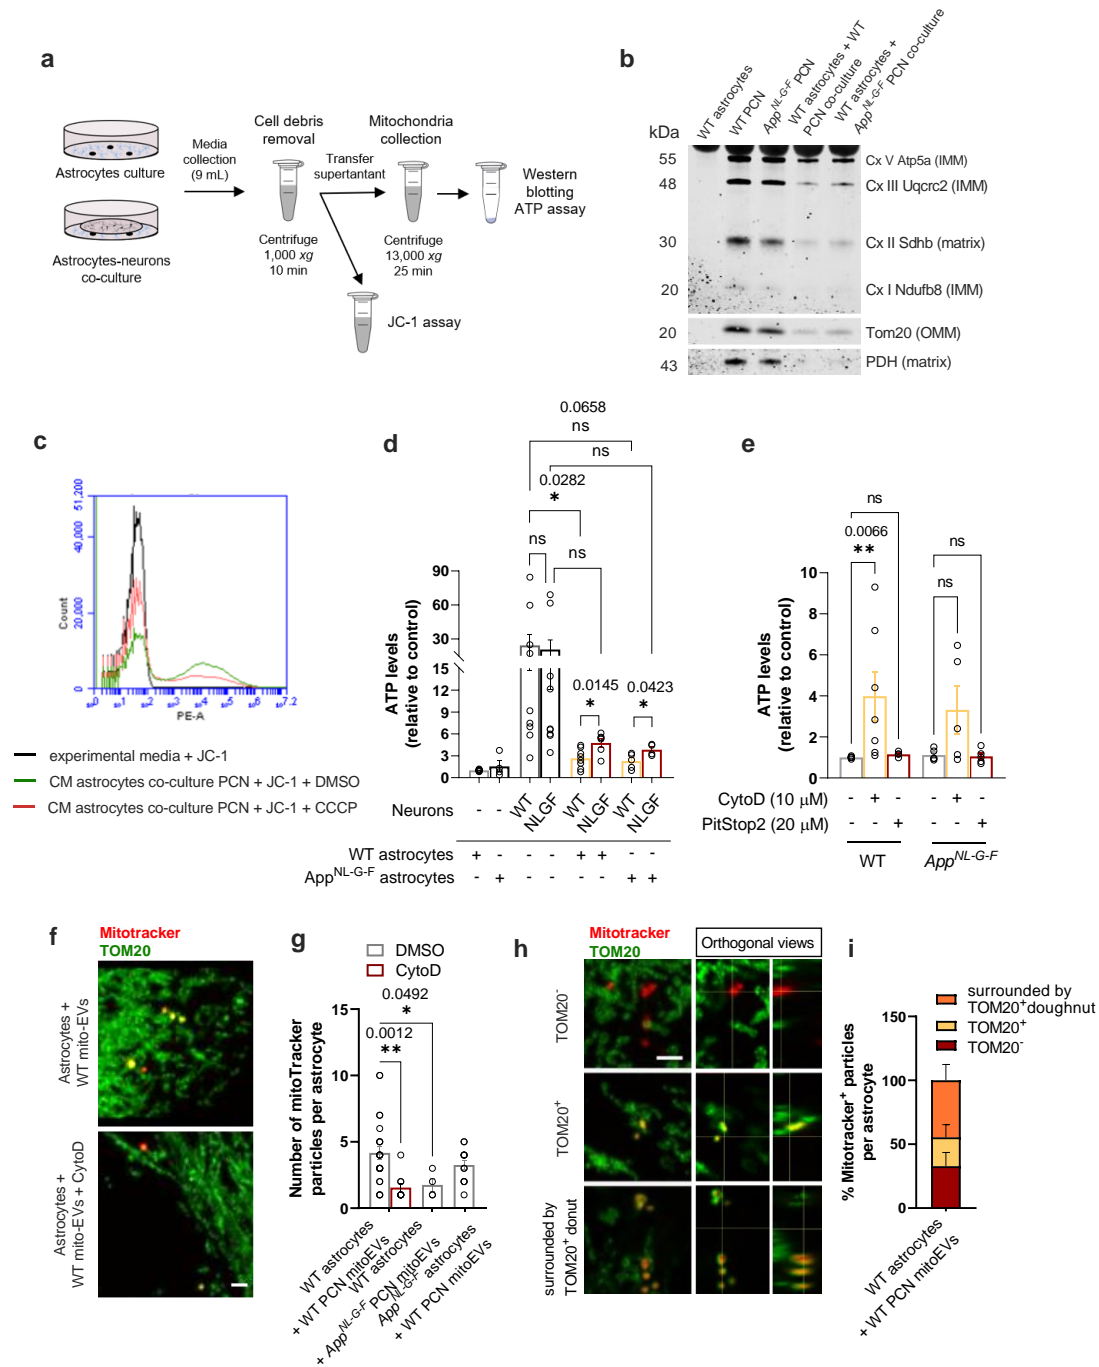 a
Astrocytes culture
Astrocytes-neurons
co-culture
Media
collection
(9 mL)
Cell debris
removal
Centrifuge
1,000 xg
10 min
Transfer
supertantant
Mitochondria
collection
Centrifuge
13,000 xg
25 min
Western
blotting
ATP assay
JC-1 assay
b
kDa
WT astrocytes
WT PCN
App^NL-G-F PCN
WT astrocytes + WT
PCN co-culture
WT astrocytes +
App^NL-G-F PCN co-culture
55
48
30
20
20
43
Cx V Atp5a (IMM)
Cx III Uqcrc2 (IMM)
Cx II Sdhb (matrix)
Cx I Ndufb8 (IMM)
Tom20 (OMM)
PDH (matrix)
c
Count
51,200
40,000
20,000
0
PE-A
experimental media + JC-1
CM astrocytes co-culture PCN + JC-1 + DMSO
CM astrocytes co-culture PCN + JC-1 + CCCP
d
0.0658
ns
ns
0.0282
*
ns
ns
0.0145
*
0.0423
*
ATP levels
(relative to control)
90
60
30
15
12
9
6
3
0
Neurons
- - WT NLGF WT NLGF WT NLGF
WT astrocytes + - - - + + - -
App^NL-G-F astrocytes - + - - - - + +
e
ns
0.0066
**
ns
ns
ATP levels
(relative to control)
10
8
6
4
2
0
CytoD (10 μM) - + - - + -
PitStop2 (20 μM) - - + - - +
WT
App^NL-G-F
f
Mitotracker
TOM20
Astrocytes +
WT mito-EVs
Astrocytes +
WT mito-EVs + CytoD
g
DMSO
CytoD
0.0492
*
0.0012
**
Number of mitoTracker
particles per astrocyte
15
10
5
0
WT astrocytes
+ WT PCN mitoEVs
WT astrocytes
+ App^NL-G-F PCN mitoEVs
App^NL-G-F astrocytes
+ WT PCN mitoEVs
h
Mitotracker
TOM20
Orthogonal views
TOM20^-
TOM20^+
surrounded by
TOM20^+ donut
i
surrounded by
TOM20^+doughnut
TOM20^+
TOM20^-
% Mitotracker^+ particles
per astrocyte
150
100
50
0
WT astrocytes
+ WT PCN mitoEVs